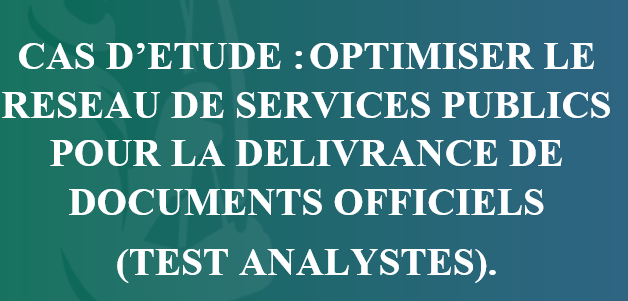 CAS D’ETUDE : OPTIMISER LE
RESEAU DE SERVICES PUBLICS
POUR LA DELIVRANCE DE
DOCUMENTS OFFICIELS
(TEST ANALYSTES).